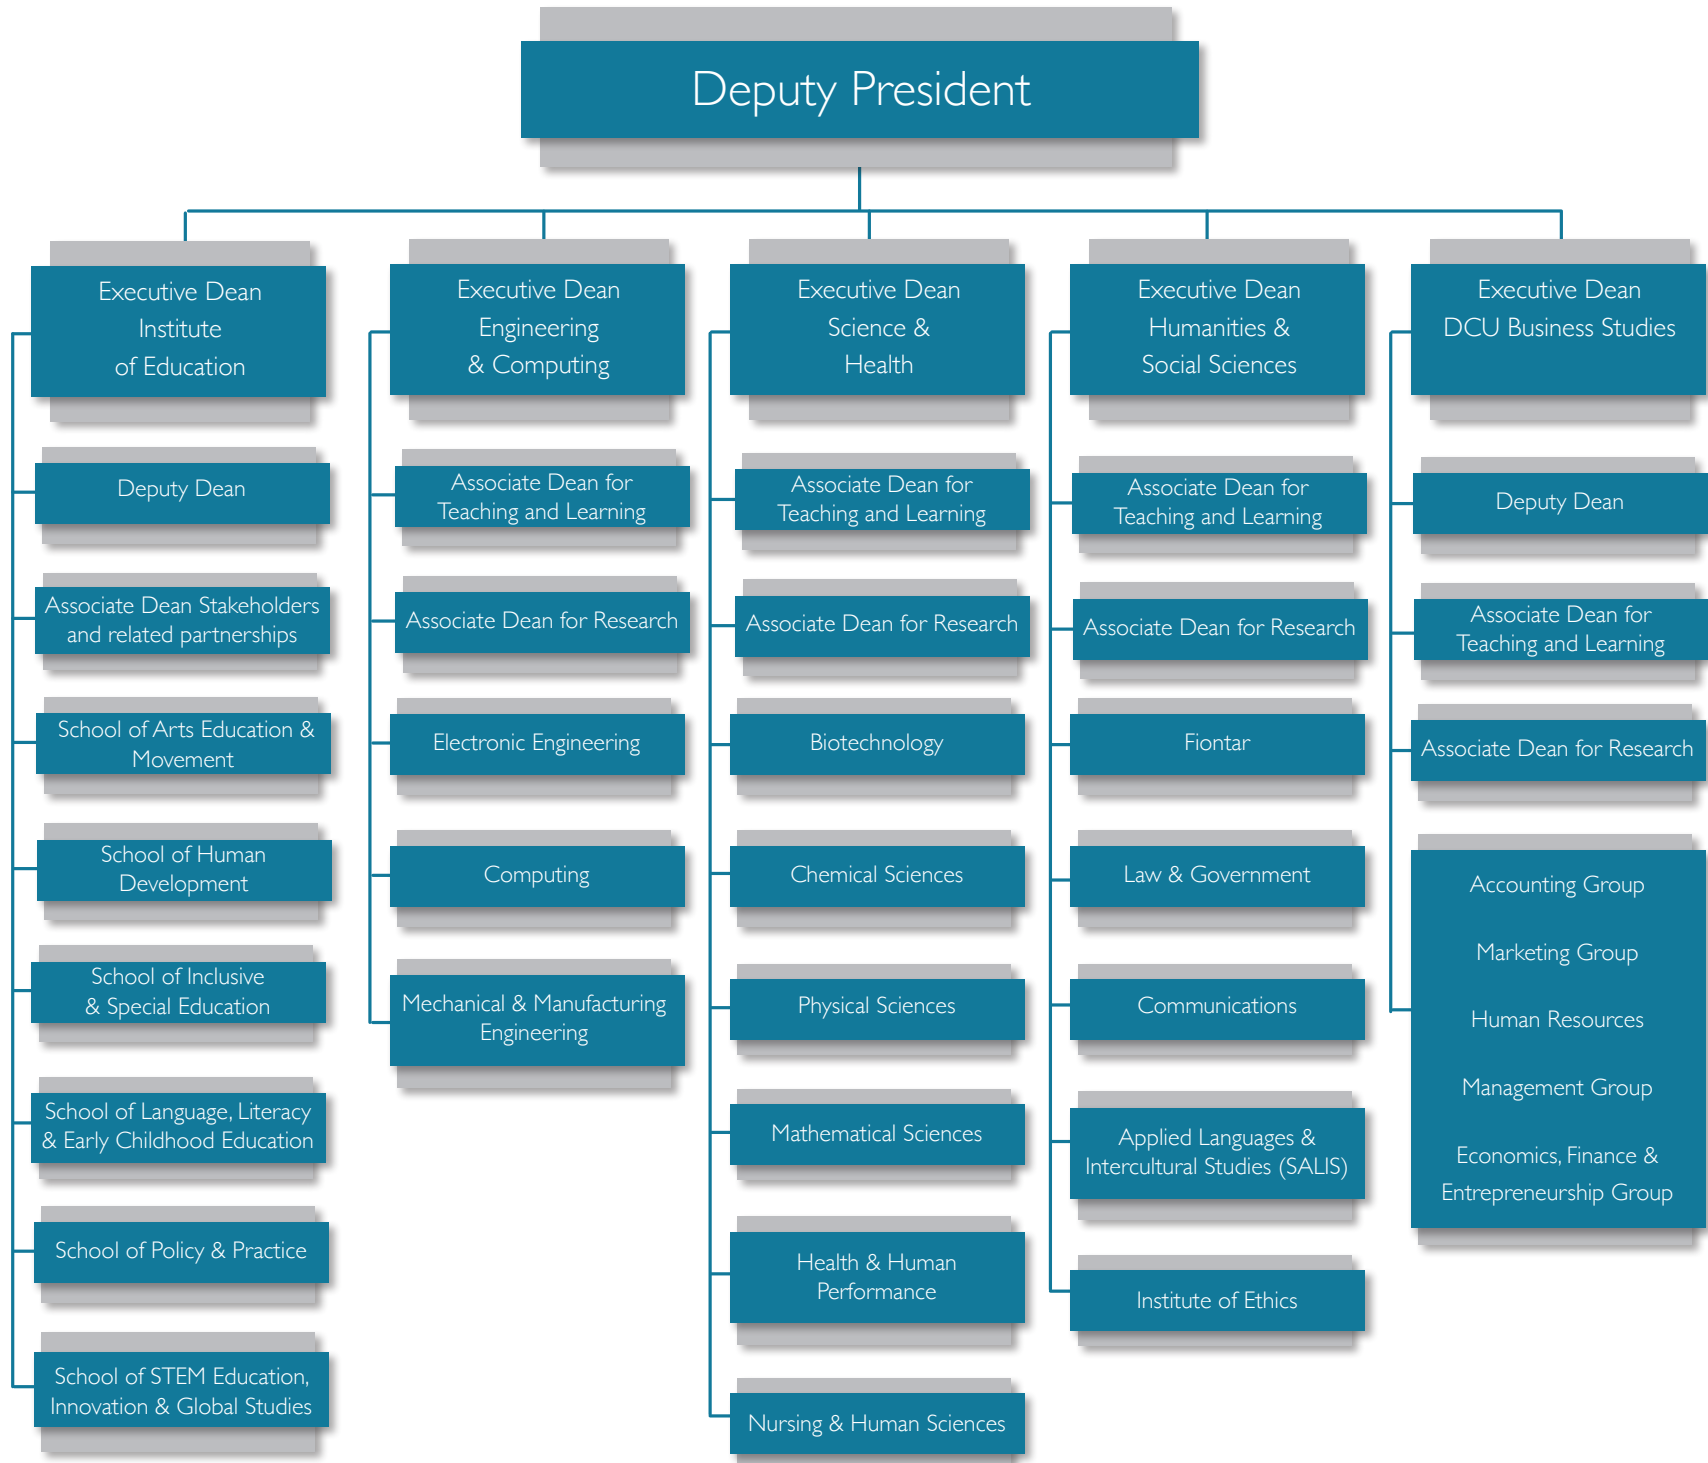 Deputy President
Executive Dean
Institute
of Education
Deputy Dean
Associate Dean Stakeholders
and related partnerships
School of Arts Education &
Movement
School of Human
Development
School of Inclusive
& Special Education
School of Language, Literacy
& Early Childhood Education
School of Policy & Practice
School of STEM Education,
Innovation & Global Studies
Executive Dean
Engineering
& Computing
Associate Dean for
Teaching and Learning
Associate Dean for Research
Electronic Engineering
Computing
Mechanical & Manufacturing
Engineering
Executive Dean
Science &
Health
Associate Dean for
Teaching and Learning
Associate Dean for Research
Biotechnology
Chemical Sciences
Physical Sciences
Mathematical Sciences
Health & Human
Performance
Nursing & Human Sciences
Executive Dean
Humanities &
Social Sciences
Associate Dean for
Teaching and Learning
Associate Dean for Research
Fiontar
Law & Government
Communications
Applied Languages &
Intercultural Studies (SALIS)
Institute of Ethics
Executive Dean
DCU Business Studies
Deputy Dean
Associate Dean for
Teaching and Learning
Associate Dean for Research
Accounting Group
Marketing Group
Human Resources
Management Group
Economics, Finance &
Entrepreneurship Group